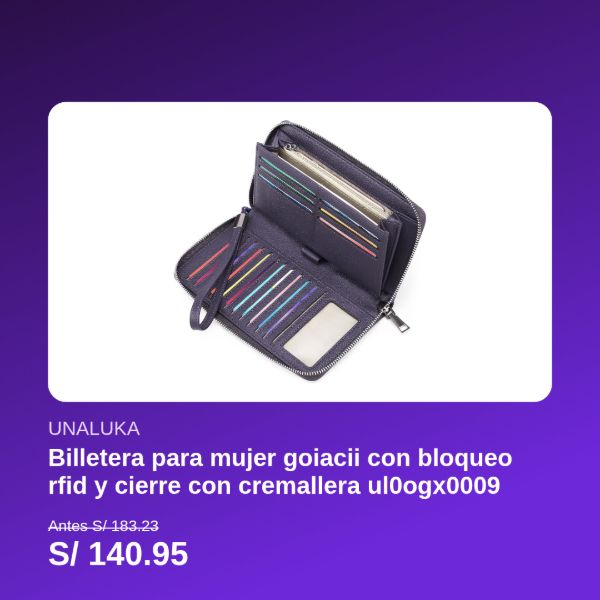 UNALUKA
Billetera para mujer goiacii con bloqueo
rfid y cierre con cremallera ul0ogx0009
Antes S/ 183.23
S/ 140.95